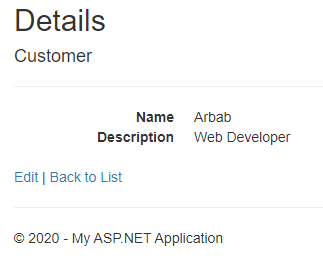 Details
Customer
Name Arbab
Description Web Developer
Edit | Back to List
© 2020 - My ASP.NET Application